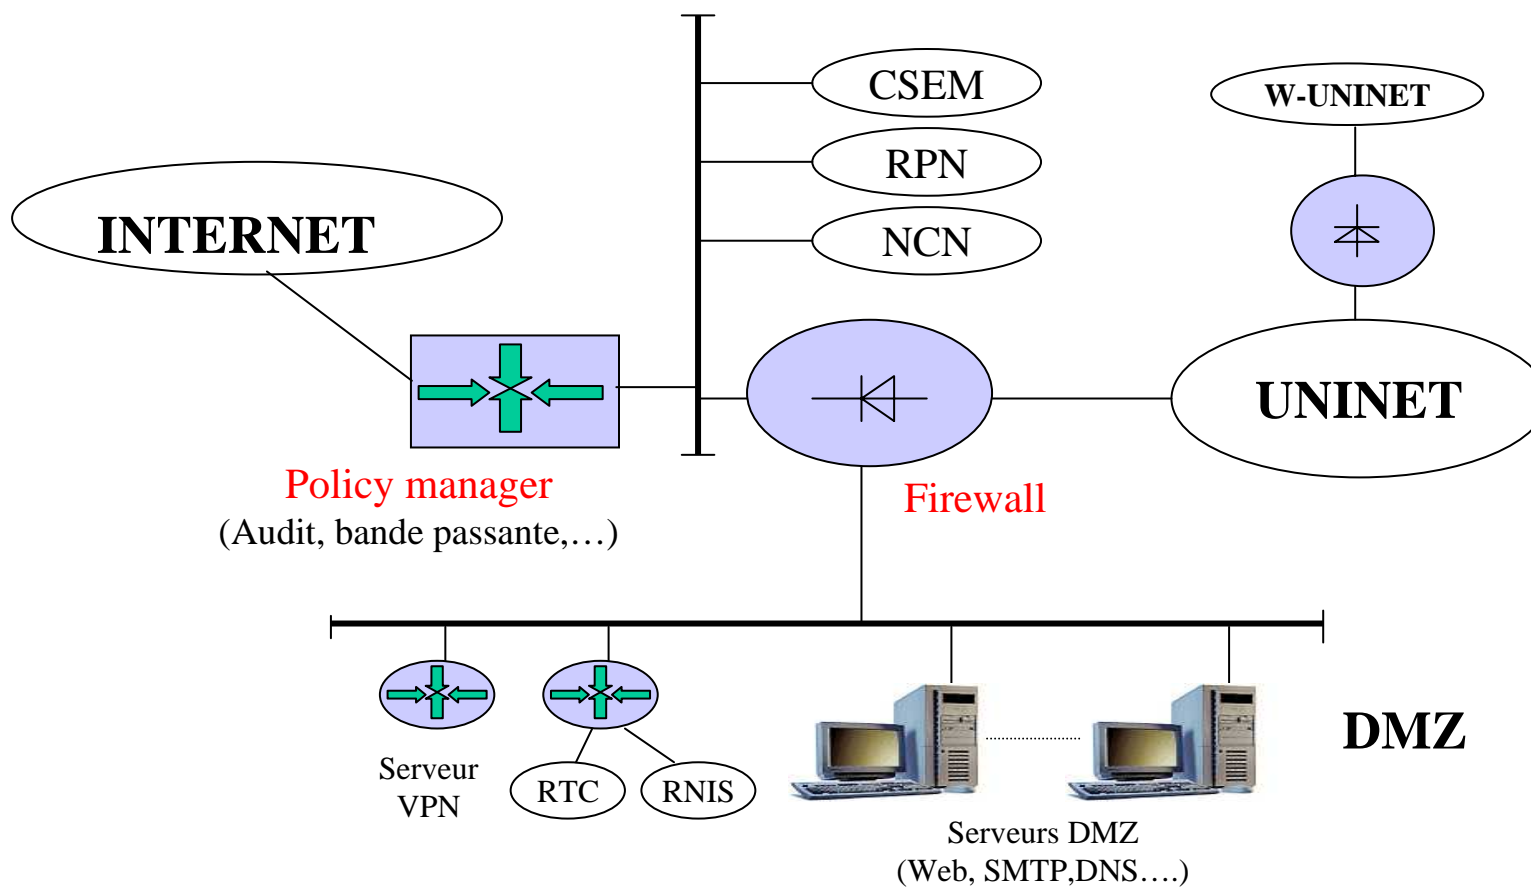 CSEM
W-UNINET
RPN
INTERNET
NCN
UNINET
Policy manager
(Audit, bande passante,…)
Firewall
DMZ
Serveur
VPN
RTC
RNIS
Serveurs DMZ
(Web, SMTP,DNS….)